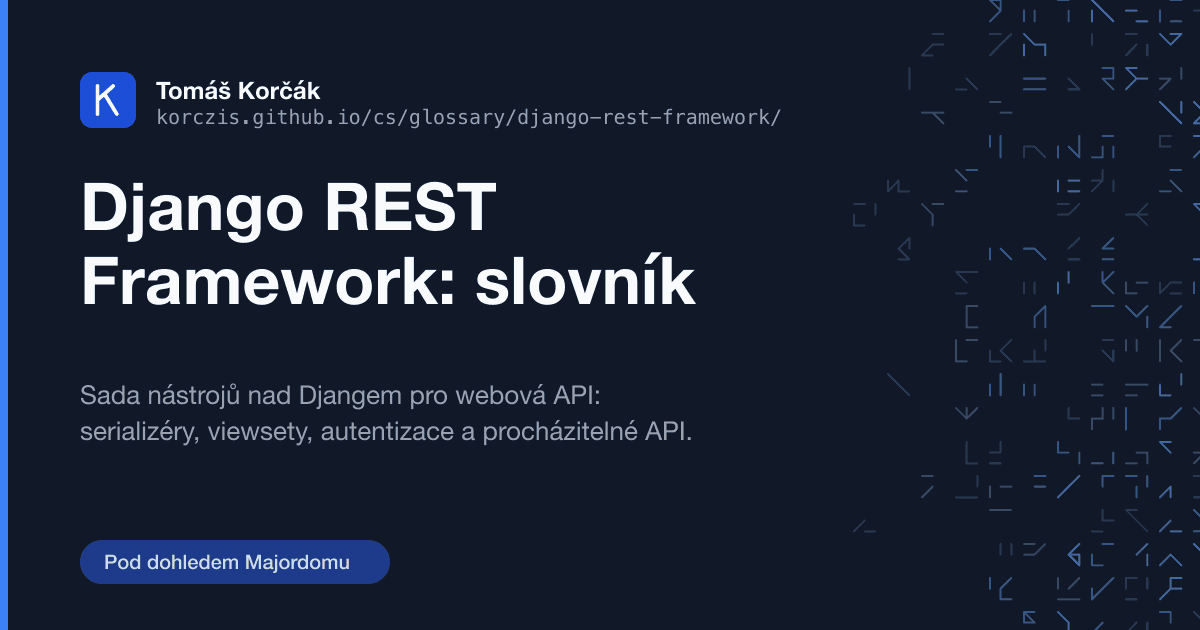 K
Tomáš Korčák
korczis.github.io/cs/glossary/django-rest-framework/
Django REST
Framework: slovník
Sada nástrojů nad Djangem pro webová API:
serializéry, viewsety, autentizace a procházitelné API.
Pod dohledem Majordomu